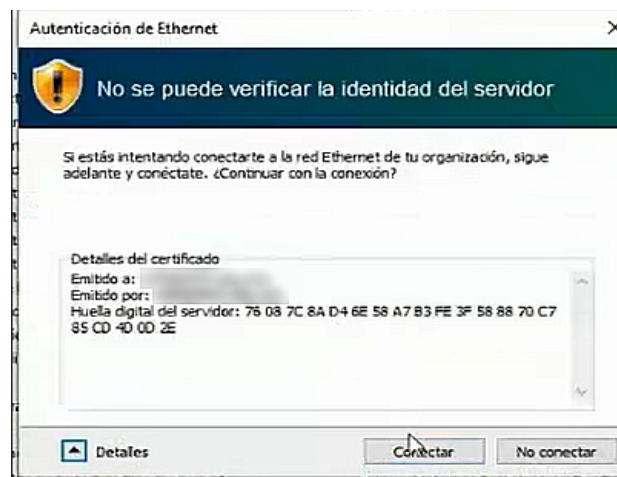 Autenticación de Ethernet
No se puede verificar la identidad del servidor
Si estás intentando conectarte a la red Ethernet de tu organización, sigue
adelante y conéctate. ¿Continuar con la conexión?
Detalles del certificado
Emitido a:
Emitido por:
Huella digital del servidor: 76 08 7C 8A D4 6E 58 A7 B3 FE 3F 58 88 70 C7
85 CD 4D 0D 2E
Detalles
Conectar
No conectar